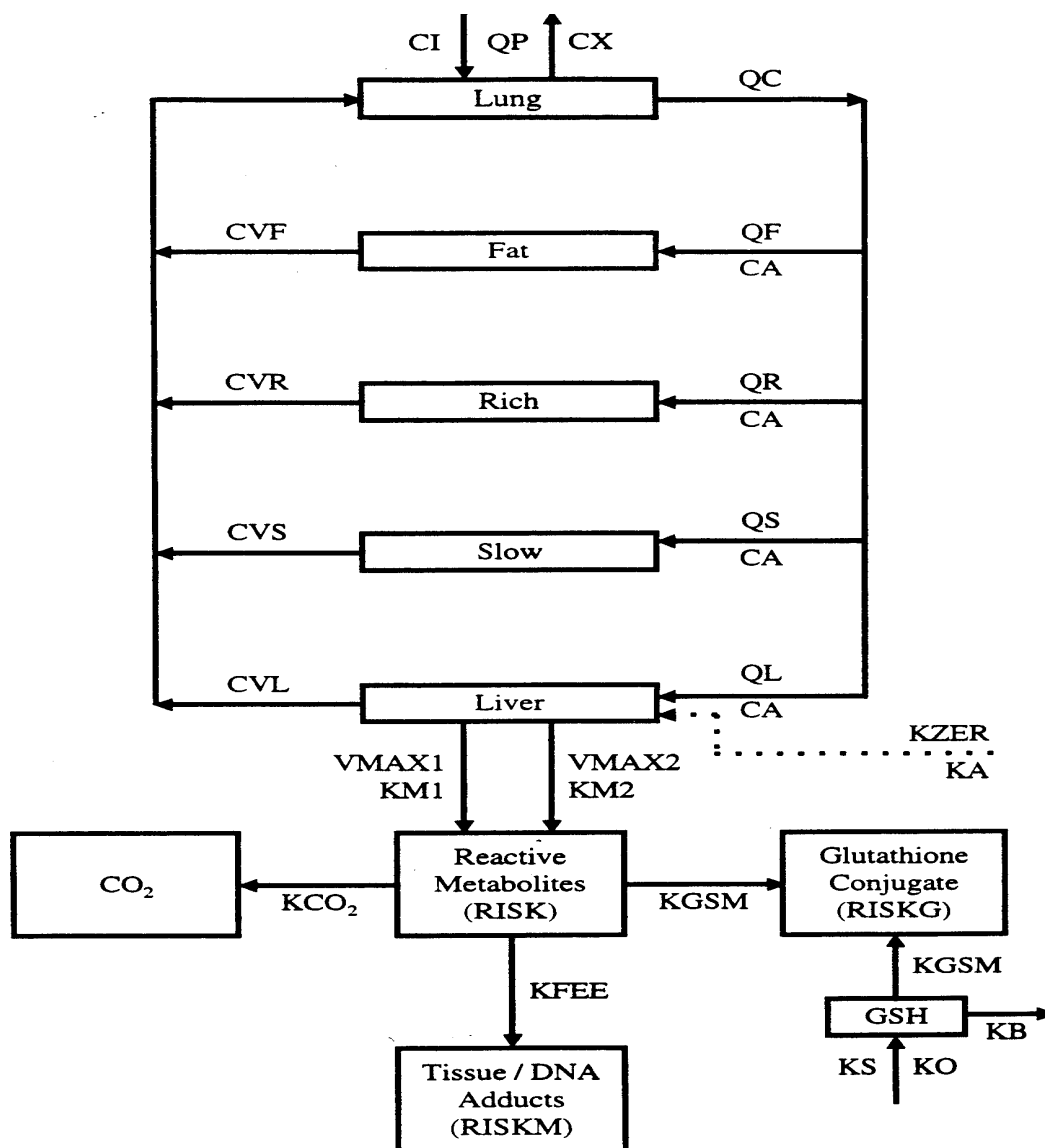 CI QP CX
Lung
QC
CVF
Fat
QF
CA
CVR
Rich
QR
CA
CVS
Slow
QS
CA
CVL
Liver
QL
CA
KZER
KA
VMAX1
KM1
VMAX2
KM2
CO₂
KCO₂
Reactive
Metabolites
(RISK)
KGSM
Glutathione
Conjugate
(RISKG)
KGSM
KFEE
GSH
KB
KS KO
Tissue / DNA
Adducts
(RISKM)